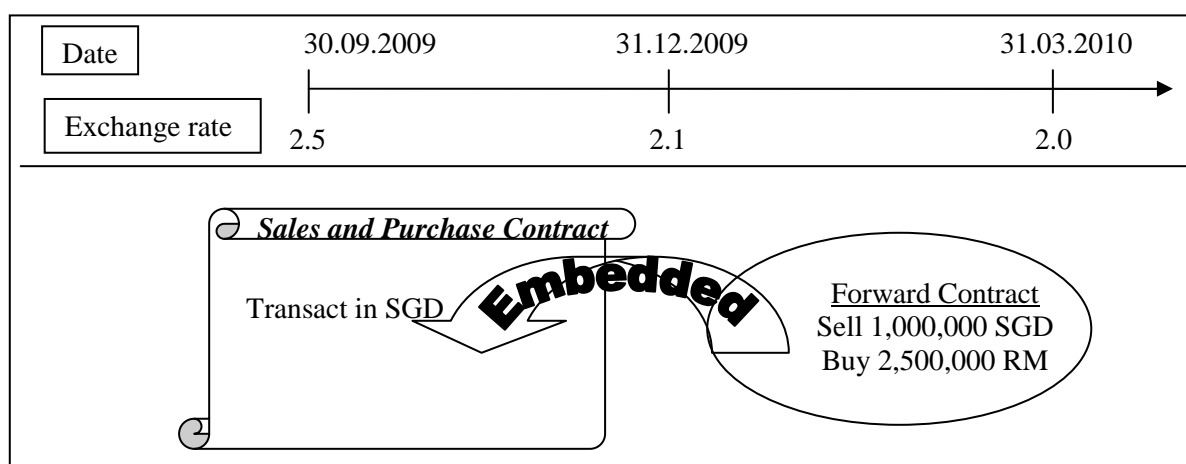 Date
30.09.2009 31.12.2009 31.03.2010
Exchange rate
2.5 2.1 2.0
Sales and Purchase Contract
Transact in SGD
Embedded
Forward Contract
Sell 1,000,000 SGD
Buy 2,500,000 RM